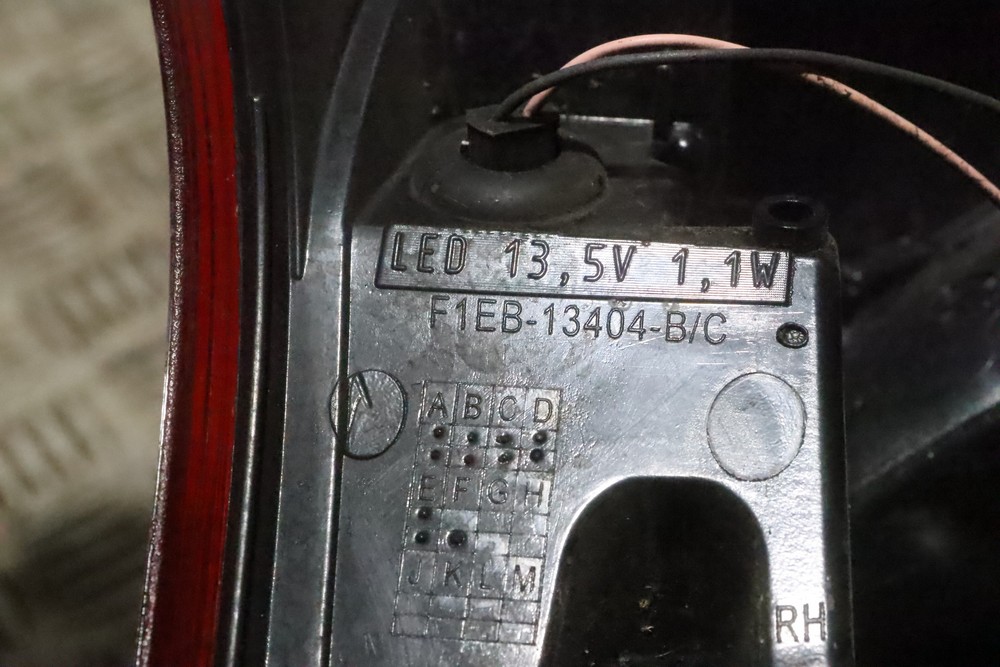 LED 13,5V 1,1W
F1EB-13404-B/C
A B C D
E F G H
J K L M
RH